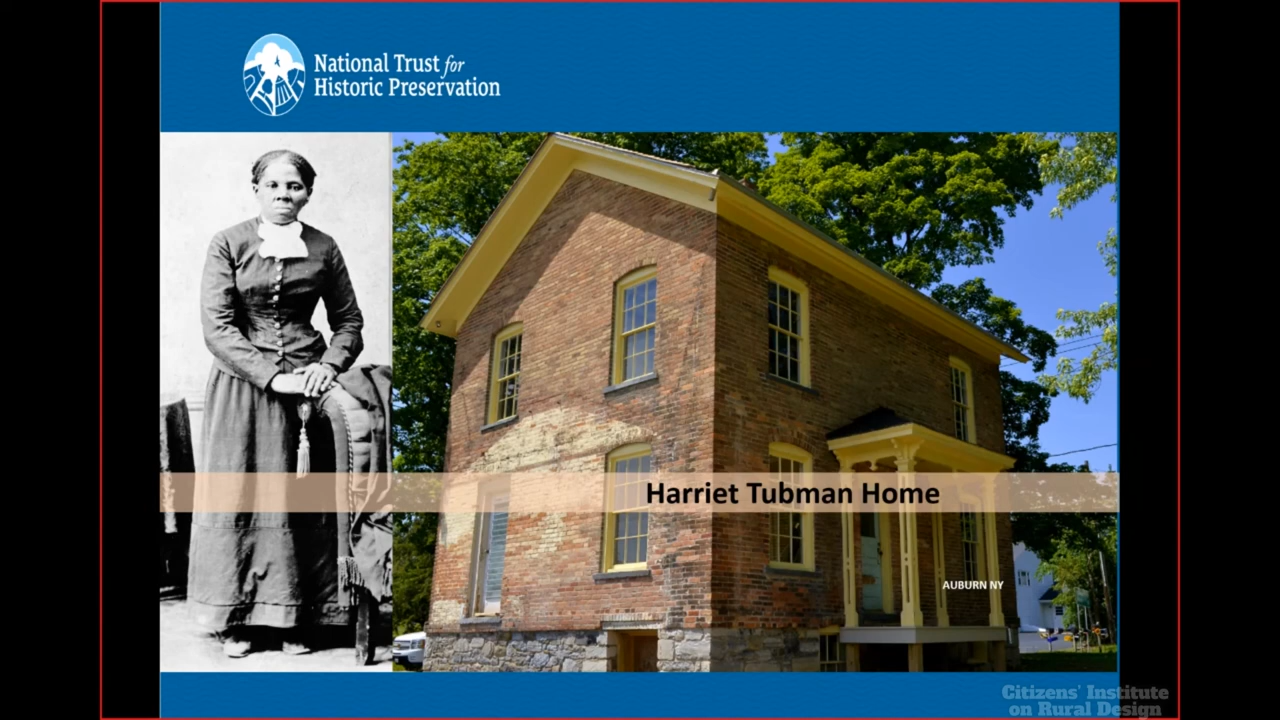 National Trust for
Historic Preservation
Harriet Tubman Home
AUBURN NY
Citizens' Institute
on Rural Design